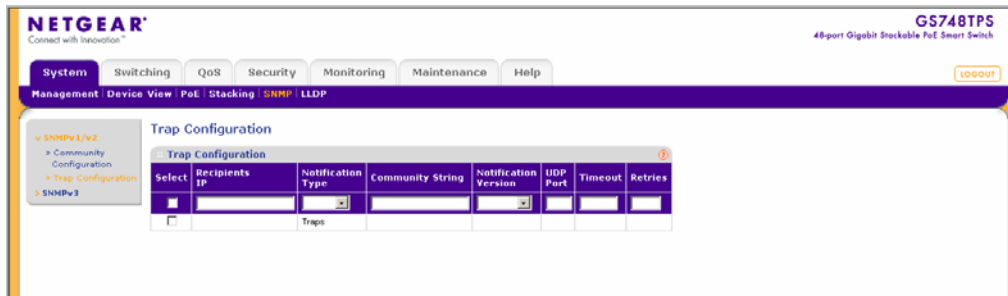 NETGEAR
Connect with Innovation™
GS748TPS
48-port Gigabit Stackable PoE Smart Switch
System Switching QoS Security Monitoring Maintenance Help
LOGOUT
Management Device View PoE Stacking SNMP LLDP
SNMPv1/v2
Community
Configuration
Trap Configuration
SNMPv3
Trap Configuration
Trap Configuration
Select Recipients IP Notification Type Community String Notification Version UDP Port Timeout Retries
Traps